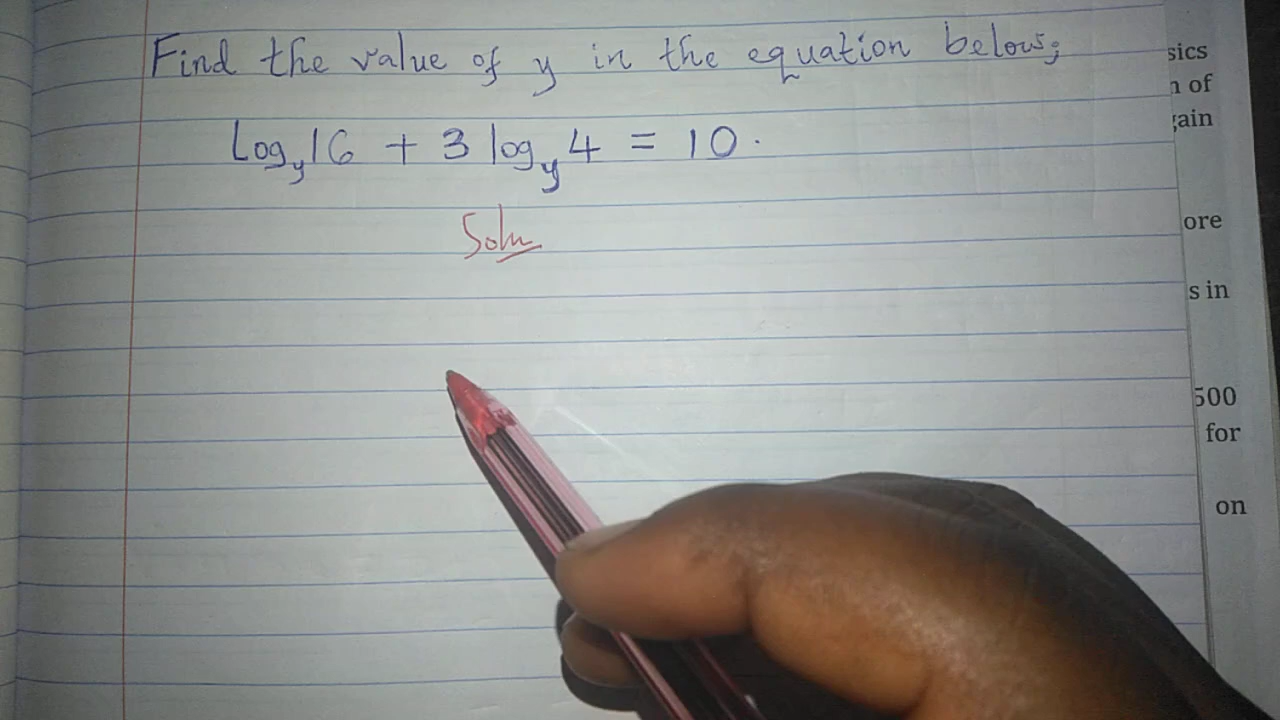 Find the value of y in the equation below;
sics
n of
Log_y 16 + 3 log_y 4 = 10.
gain
Soln
ore
s in
500
for
on